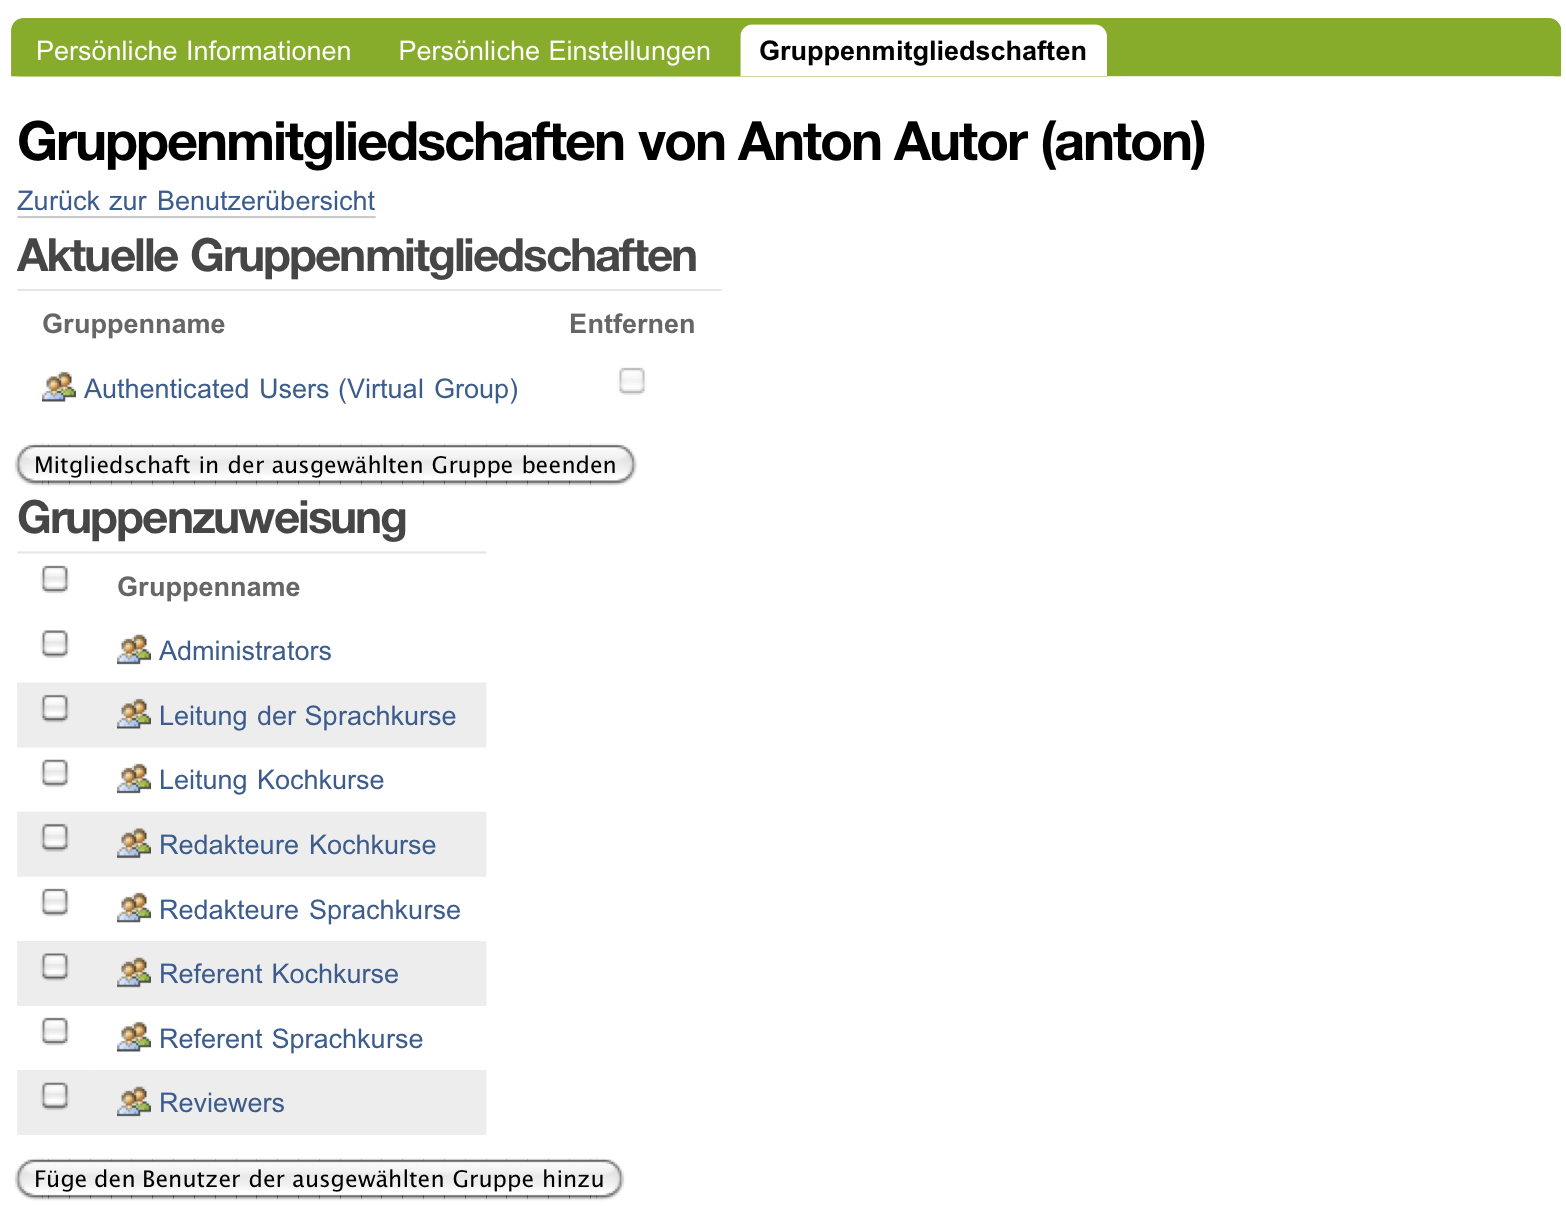 Persönliche Informationen Persönliche Einstellungen Gruppenmitgliedschaften
Gruppenmitgliedschaften von Anton Autor (anton)
Zurück zur Benutzerübersicht
Aktuelle Gruppenmitgliedschaften
Gruppenname Entfernen
Authenticated Users (Virtual Group)
Mitgliedschaft in der ausgewählten Gruppe beenden
Gruppenzuweisung
Gruppenname
Administrators
Leitung der Sprachkurse
Leitung Kochkurse
Redakteure Kochkurse
Redakteure Sprachkurse
Referent Kochkurse
Referent Sprachkurse
Reviewers
Füge den Benutzer der ausgewählten Gruppe hinzu